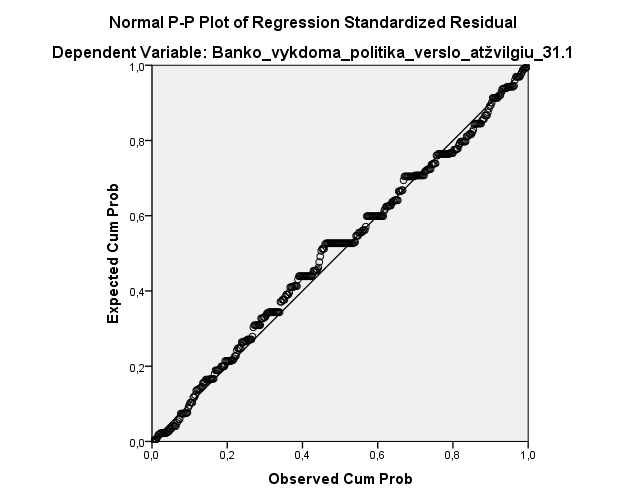 Normal P-P Plot of Regression Standardized Residual
Dependent Variable: Banko_vykdoma_politika_verslo_atžvilgiu_31.1
1,0
0,8
0,6
0,4
0,2
0,0
Expected Cum Prob
0,0 0,2 0,4 0,6 0,8 1,0
Observed Cum Prob